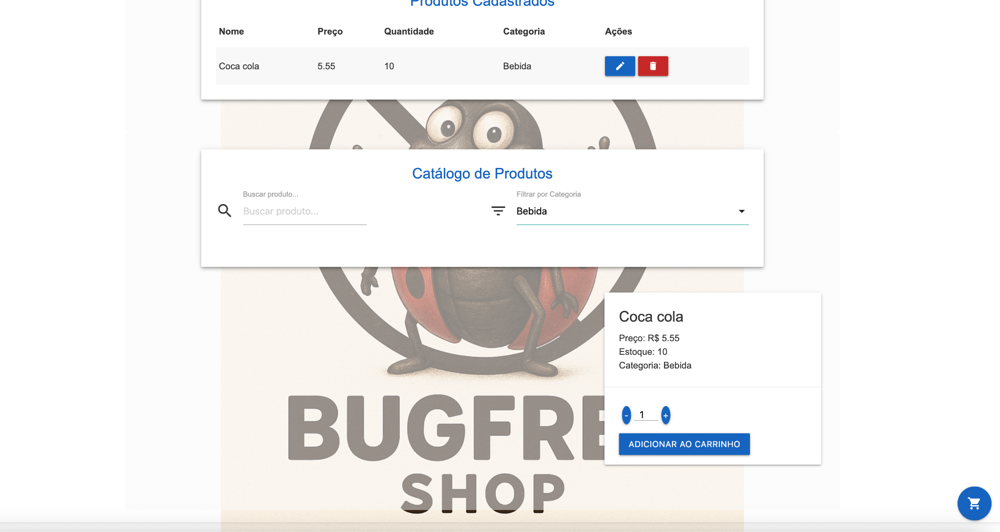 Produtos Cadastrados
Nome Preço Quantidade Categoria Ações
Coca cola 5.55 10 Bebida
Catálogo de Produtos
Buscar produto... Filtrar por Categoria
Buscar produto... Bebida
Coca cola
Preço: R$ 5.55
Estoque: 10
Categoria: Bebida
- 1 +
ADICIONAR AO CARRINHO
BUGFRE
SHOP